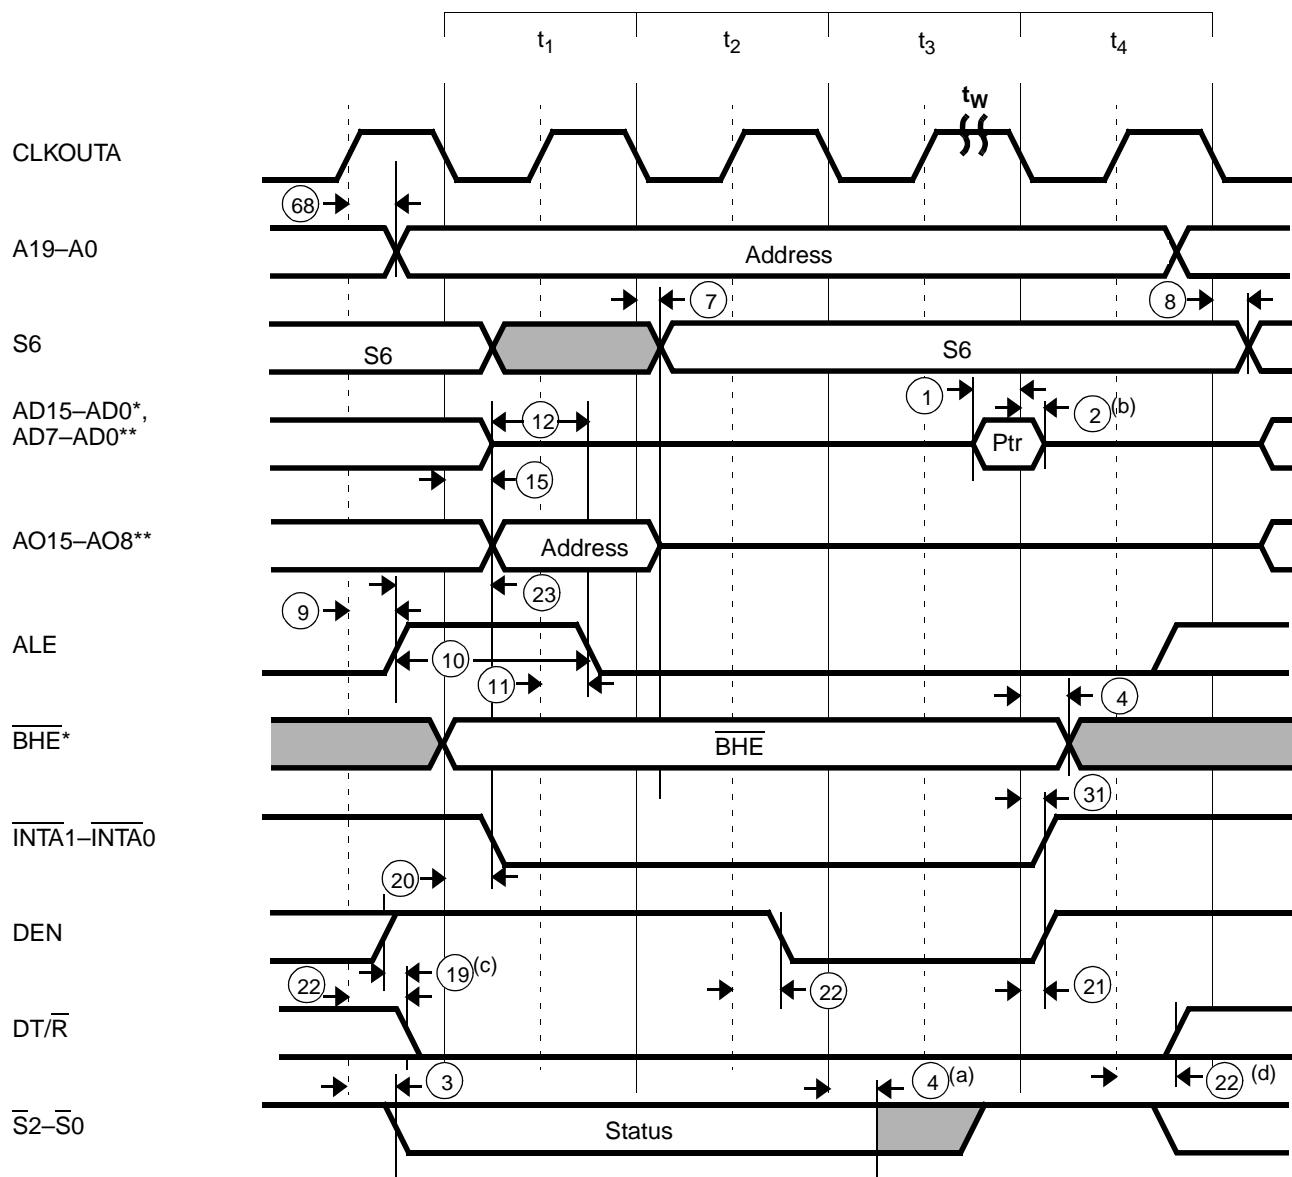 t1 t2 t3 t4
tW
CLKOUTA
68
A19–A0 Address
7 8
S6 S6 S6
1 2 (b)
AD15–AD0*,
AD7–AD0** 12 Ptr
15
AO15–AO8** Address
23
9
ALE 10
11 4
BHE* BHE
31
INTA1–INTA0
20
DEN
22 19 (c) 22 21
DT/R
3 4 (a) 22 (d)
S2–S0 Status